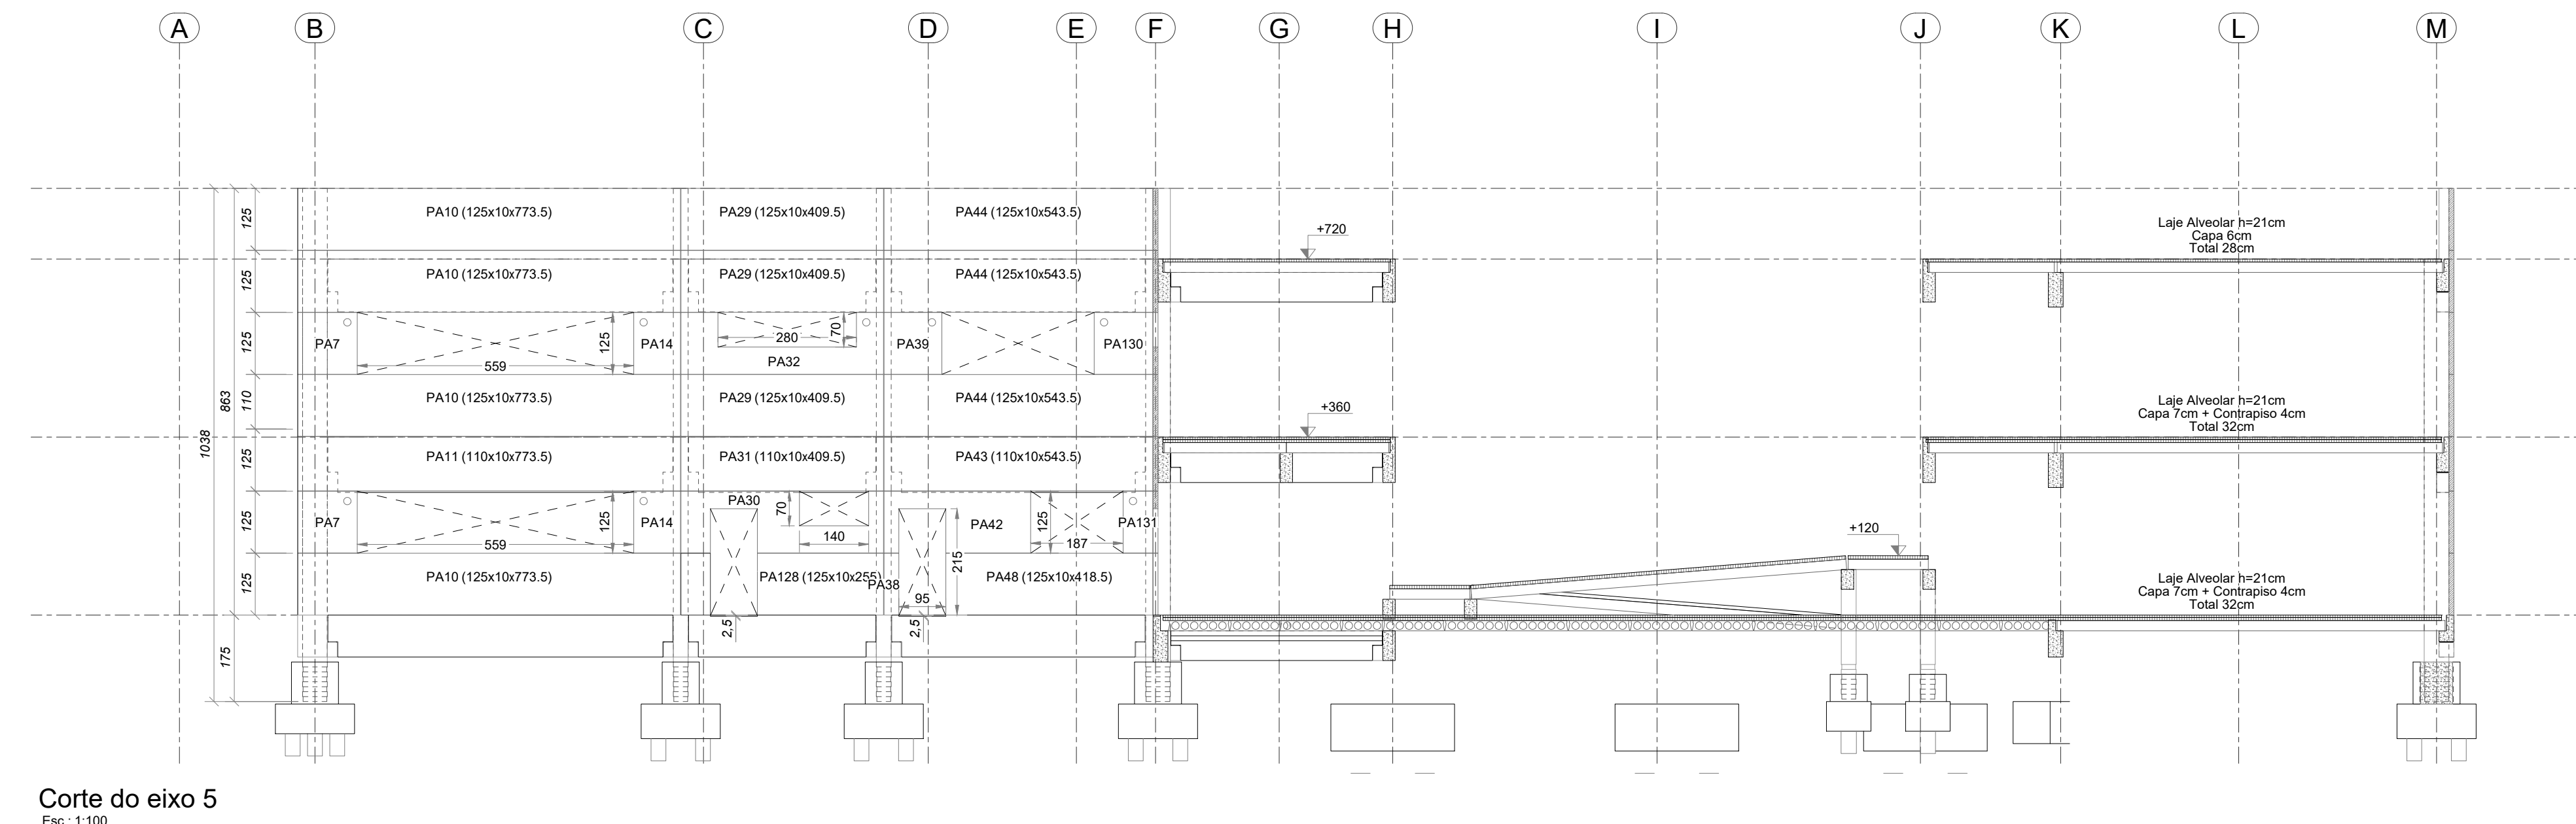 A B C D E F G H I J K L M
125 PA10 (125x10x773.5) PA29 (125x10x409.5) PA44 (125x10x543.5)
+720
Laje Alveolar h=21cm
Capa 6cm
Total 28cm
125 PA10 (125x10x773.5) PA29 (125x10x409.5) PA44 (125x10x543.5)
125 PA7 559 125 PA14 280 70 PA32 PA39 PA130
1038 863 110 PA10 (125x10x773.5) PA29 (125x10x409.5) PA44 (125x10x543.5)
+360
Laje Alveolar h=21cm
Capa 7cm + Contrapiso 4cm
Total 32cm
125 PA11 (110x10x773.5) PA31 (110x10x409.5) PA43 (110x10x543.5)
125 PA7 559 125 PA14 PA30 70 140 PA42 215 125 187 PA131
+120
125 PA10 (125x10x773.5) PA128 (125x10x255) PA38 95 PA48 (125x10x418.5)
Laje Alveolar h=21cm
Capa 7cm + Contrapiso 4cm
Total 32cm
175 2,5 2,5
Corte do eixo 5
Esc.: 1:100